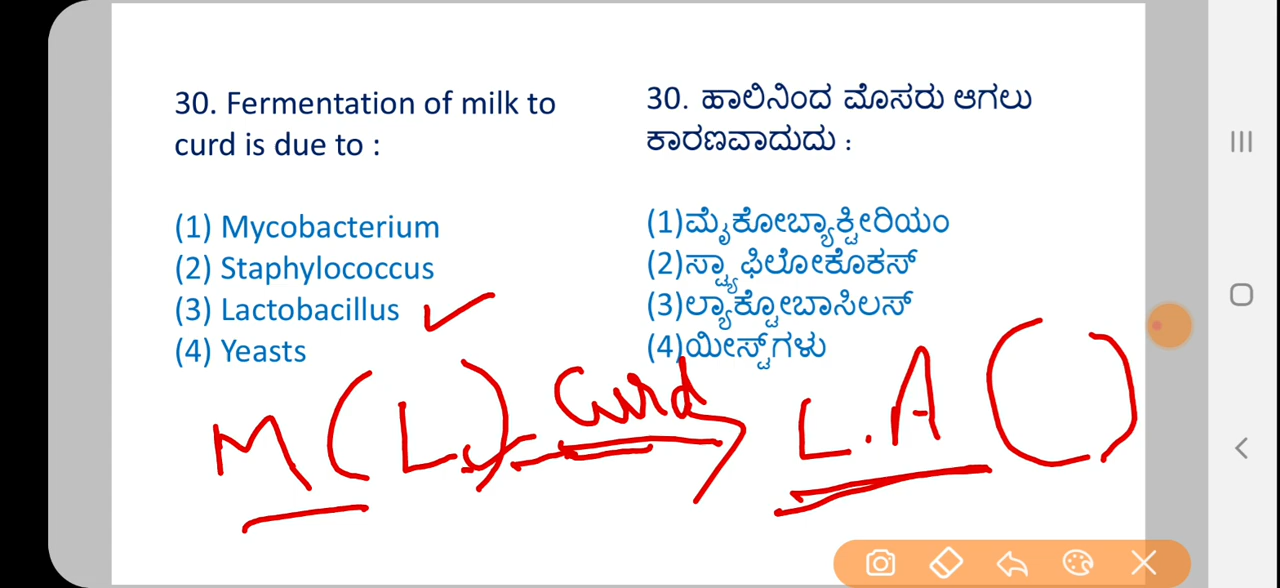 30. Fermentation of milk to
curd is due to :
(1) Mycobacterium
(2) Staphylococcus
(3) Lactobacillus
(4) Yeasts
30. ಹಾಲಿನಿಂದ ಮೊಸರು ಆಗಲು
ಕಾರಣವಾದುದು :
(1)ಮೈಕೋಬ್ಯಾಕ್ಟೀರಿಯಂ
(2)ಸ್ಟ್ಯಾಫಿಲೋಕೊಕಸ್
(3)ಲ್ಯಾಕ್ಟೋಬಾಸಿಲಸ್
(4)ಯೀಸ್ಟ್‌ಗಳು
M (L) Curd L.A ( )